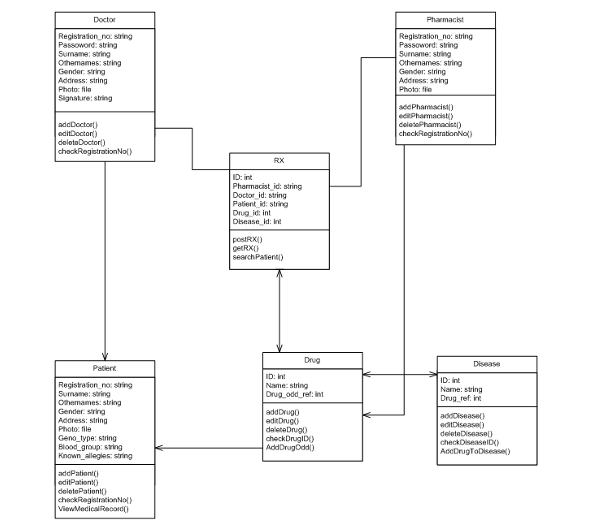 Doctor
Registration_no: string
Passoword: string
Surname: string
Othernames: string
Gender: string
Address: string
Photo: file
Signature: string
addDoctor()
editDoctor()
deleteDoctor()
checkRegistrationNo()
Pharmacist
Registration_no: string
Passoword: string
Surname: string
Othernames: string
Gender: string
Address: string
Photo: file
addPharmacist()
editPharmacist()
deletePharmacist()
checkRegistrationNo()
RX
ID: int
Pharmacist_id: string
Doctor_id: string
Patient_id: string
Drug_id: int
Disease_id: int
postRX()
getRX()
searchPatient()
Patient
Registration_no: string
Surname: string
Othernames: string
Gender: string
Address: string
Photo: file
Geno_type: string
Blood_group: string
Known_allegies: string
addPatient()
editPatient()
deletePatient()
checkRegistrationNo()
ViewMedicalRecord()
Drug
ID: int
Name: string
Drug_odd_ref: int
addDrug()
editDrug()
deleteDrug()
checkDrugID()
AddDrugOdd()
Disease
ID: int
Name: string
Drug_ref: int
addDisease()
editDisease()
deleteDisease()
checkDiseaseID()
AddDrugToDisease()